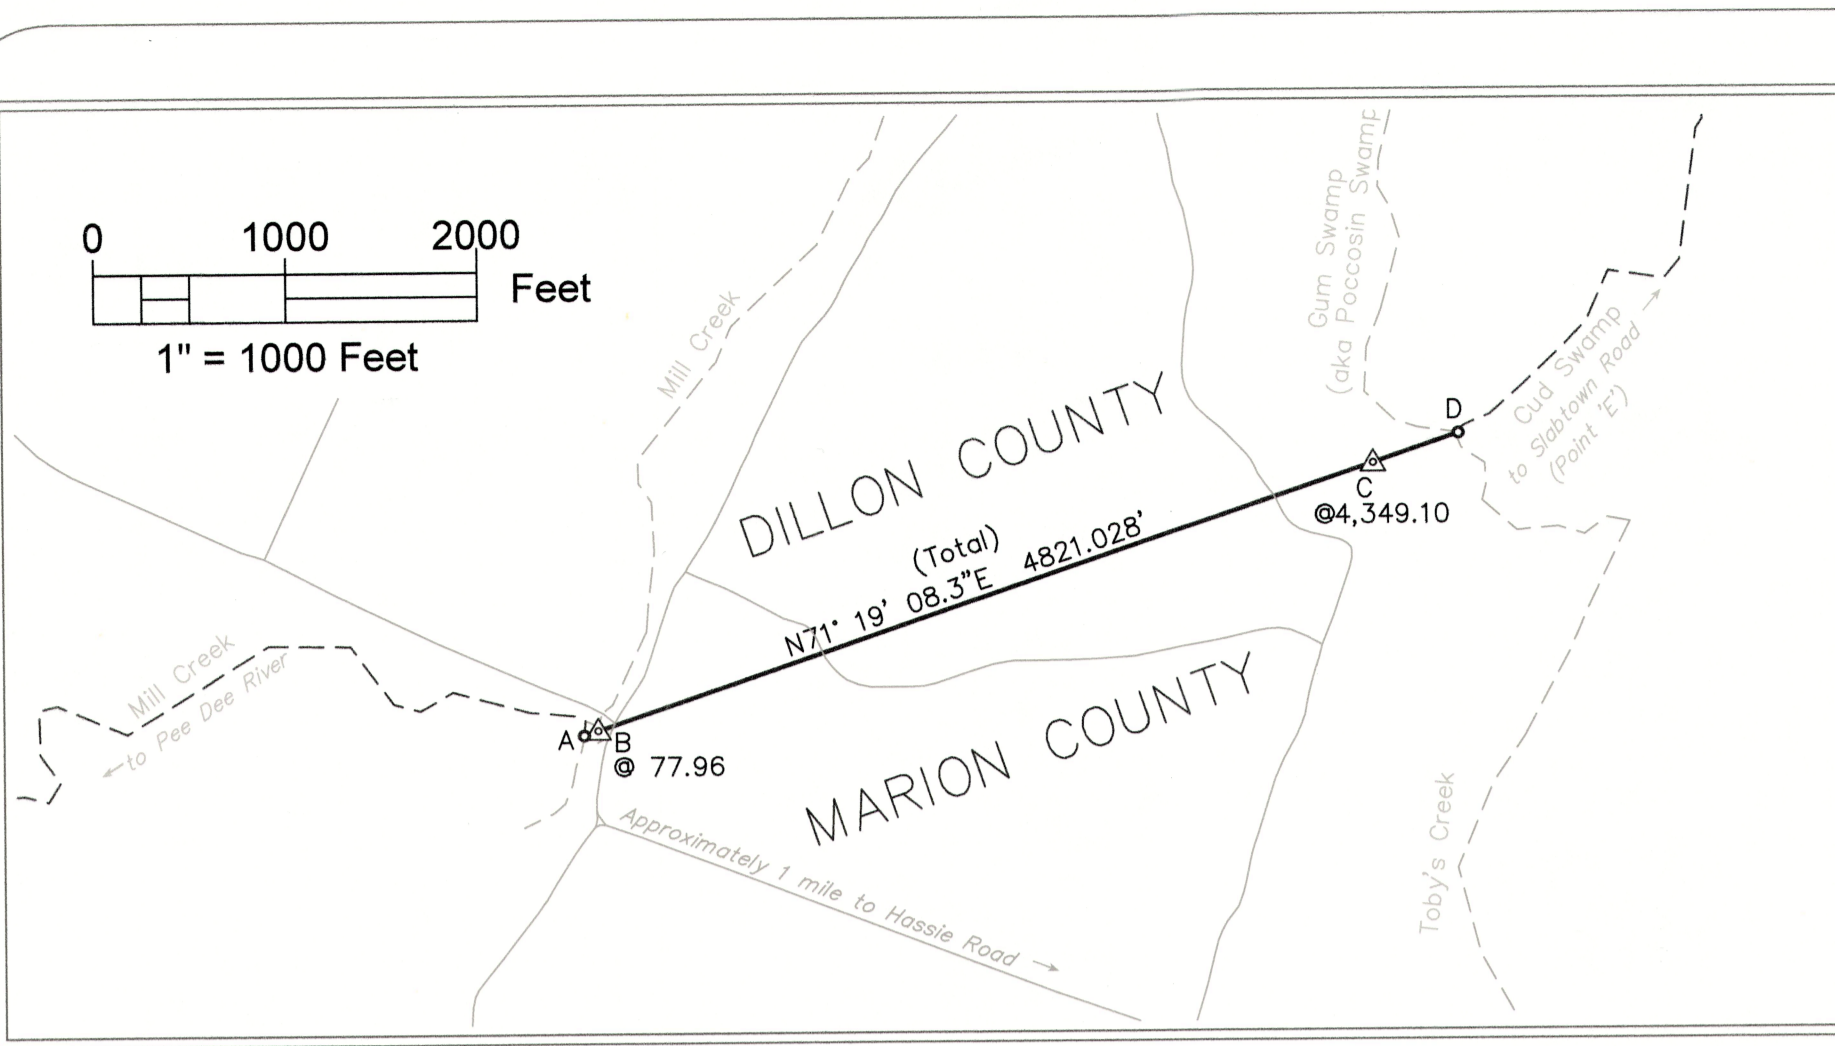 0 1000 2000
Feet
1" = 1000 Feet
Mill Creek
Gum Swamp
(aka Poccosin Swamp
DILLON COUNTY
D
Cud Swamp
to Slabtown Road
(Point 'E')
C
@4,349.10
(Total)
N71° 19' 08.3"E 4821.028'
Mill Creek
to Pee Dee River
A
B
@ 77.96
MARION COUNTY
Approximately 1 mile to Hassie Road
Toby's Creek